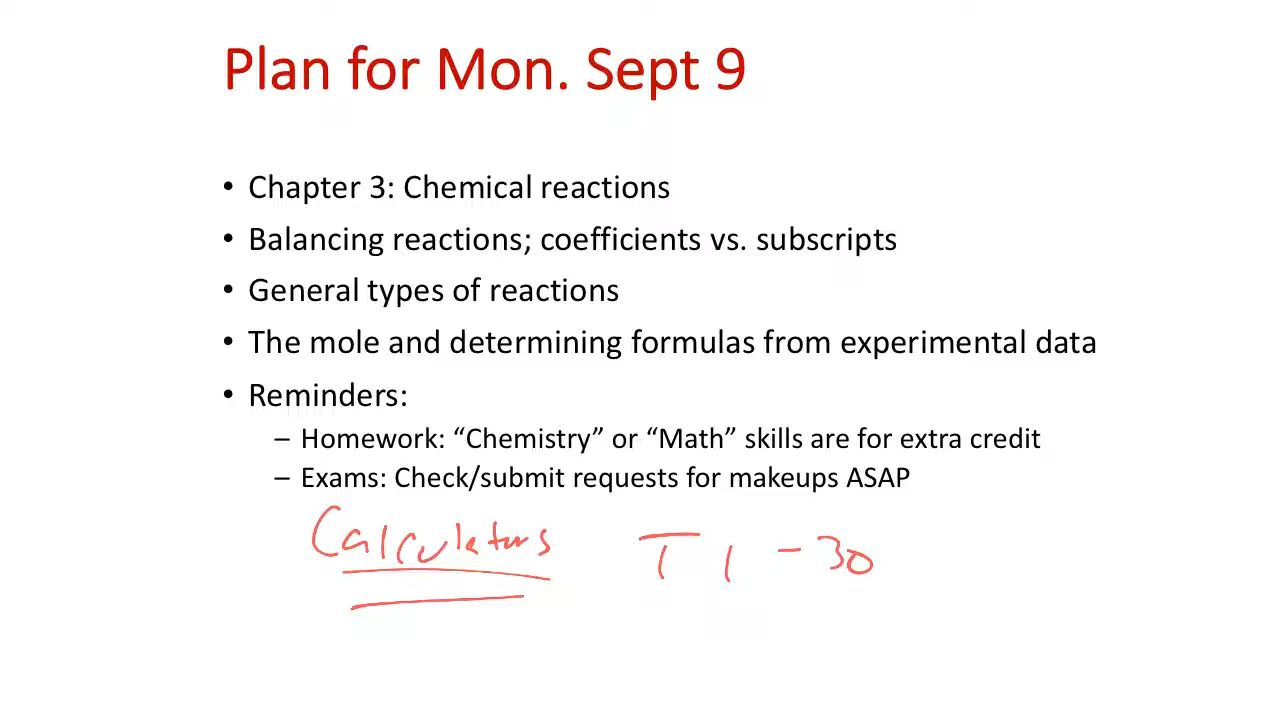 Plan for Mon. Sept 9
• Chapter 3: Chemical reactions
• Balancing reactions; coefficients vs. subscripts
• General types of reactions
• The mole and determining formulas from experimental data
• Reminders:
– Homework: “Chemistry” or “Math” skills are for extra credit
– Exams: Check/submit requests for makeups ASAP
Calculators TI-30